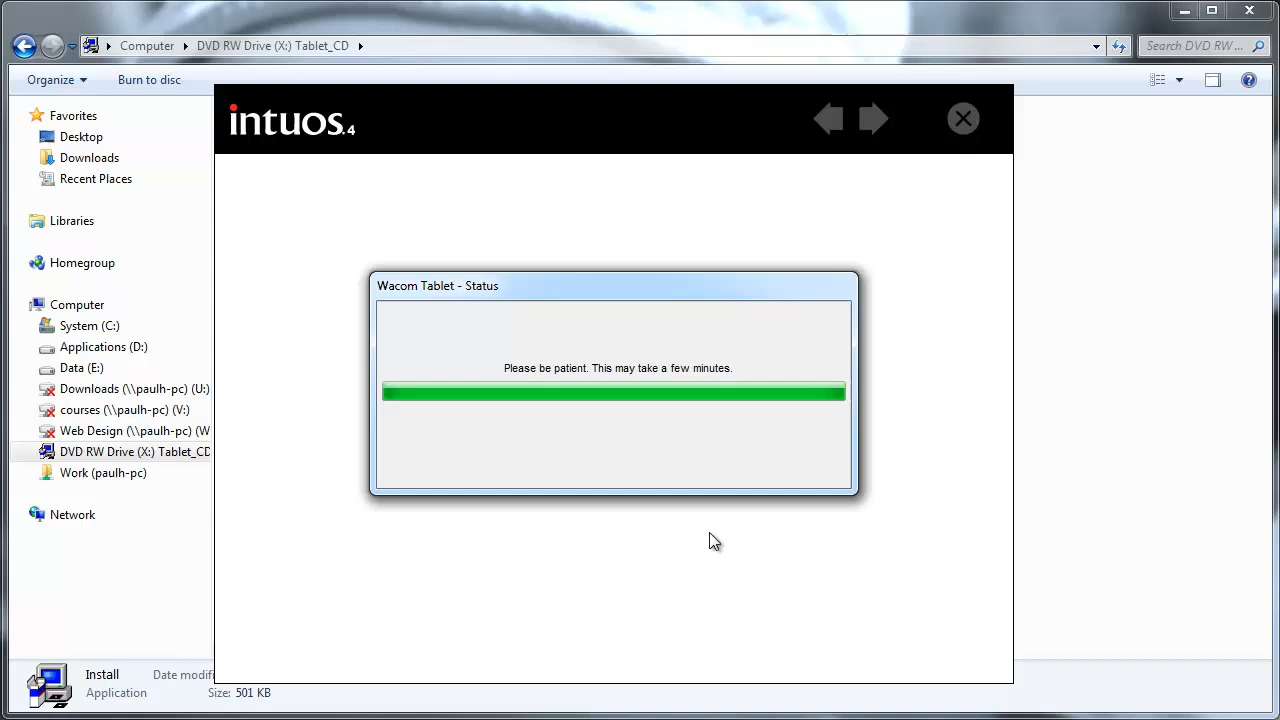 Computer DVD RW Drive (X:) Tablet_CD
Search DVD RW ...
Organize Burn to disc
intuos.4
Favorites
Desktop
Downloads
Recent Places
Libraries
Homegroup
Computer
System (C:)
Applications (D:)
Data (E:)
Downloads (\\paulh-pc) (U:)
courses (\\paulh-pc) (V:)
Web Design (\\paulh-pc) (W
DVD RW Drive (X:) Tablet_CD
Work (paulh-pc)
Network
Wacom Tablet - Status
Please be patient. This may take a few minutes.
Install Date modifi
Application Size: 501 KB